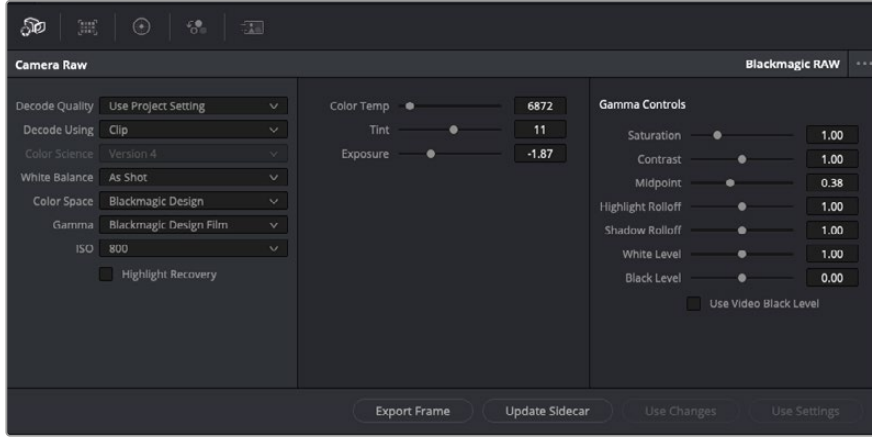 Camera Raw
Blackmagic RAW
Decode Quality Use Project Setting
Decode Using Clip
Color Science Version 4
White Balance As Shot
Color Space Blackmagic Design
Gamma Blackmagic Design Film
ISO 800
Highlight Recovery
Color Temp 6872
Tint 11
Exposure -1.87
Gamma Controls
Saturation 1.00
Contrast 1.00
Midpoint 0.38
Highlight Rolloff 1.00
Shadow Rolloff 1.00
White Level 1.00
Black Level 0.00
Use Video Black Level
Export Frame
Update Sidecar
Use Changes
Use Settings